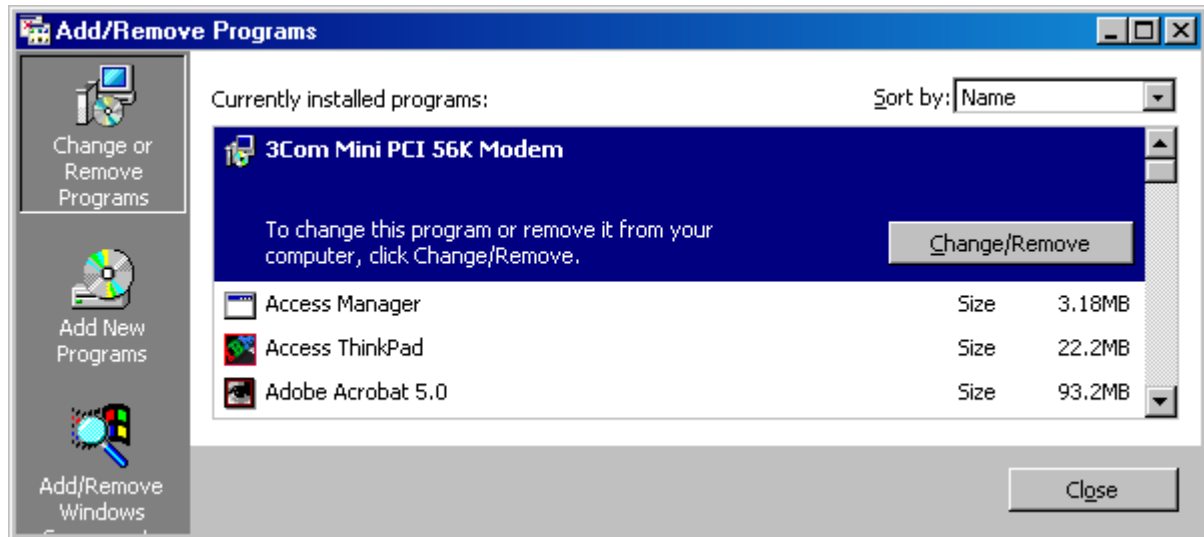 Add/Remove Programs
Change or
Remove
Programs
Add New
Programs
Add/Remove
Windows
Currently installed programs:
Sort by: Name
3Com Mini PCI 56K Modem
To change this program or remove it from your
computer, click Change/Remove.
Change/Remove
Access Manager Size 3.18MB
Access ThinkPad Size 22.2MB
Adobe Acrobat 5.0 Size 93.2MB
Close